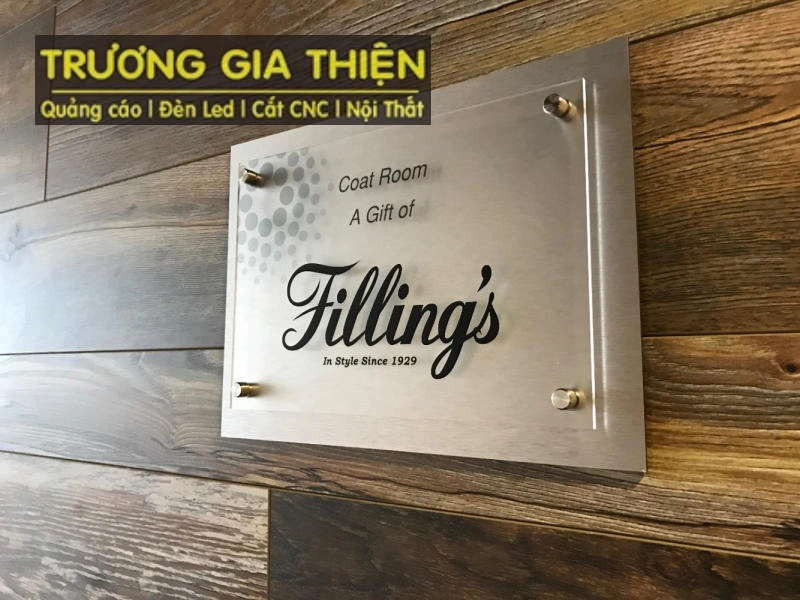 TRƯƠNG GIA THIỆN
Quảng cáo | Đèn Led | Cắt CNC | Nội Thất
Coat Room
A Gift of
Filling's
In Style Since 1929